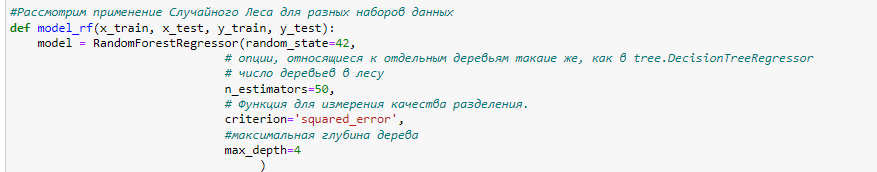 #Рассмотрим применение Случайного Леса для разных наборов данных
def model_rf(x_train, x_test, y_train, y_test):
    model = RandomForestRegressor(random_state=42,
                              # опции, относящиеся к отдельным деревьям такаие же, как в tree.DecisionTreeRegressor
                              # число деревьев в лесу
                              n_estimators=50,
                              # Функция для измерения качества разделения.
                              criterion='squared_error',
                              #максимальная глубина дерева
                              max_depth=4
                                   )